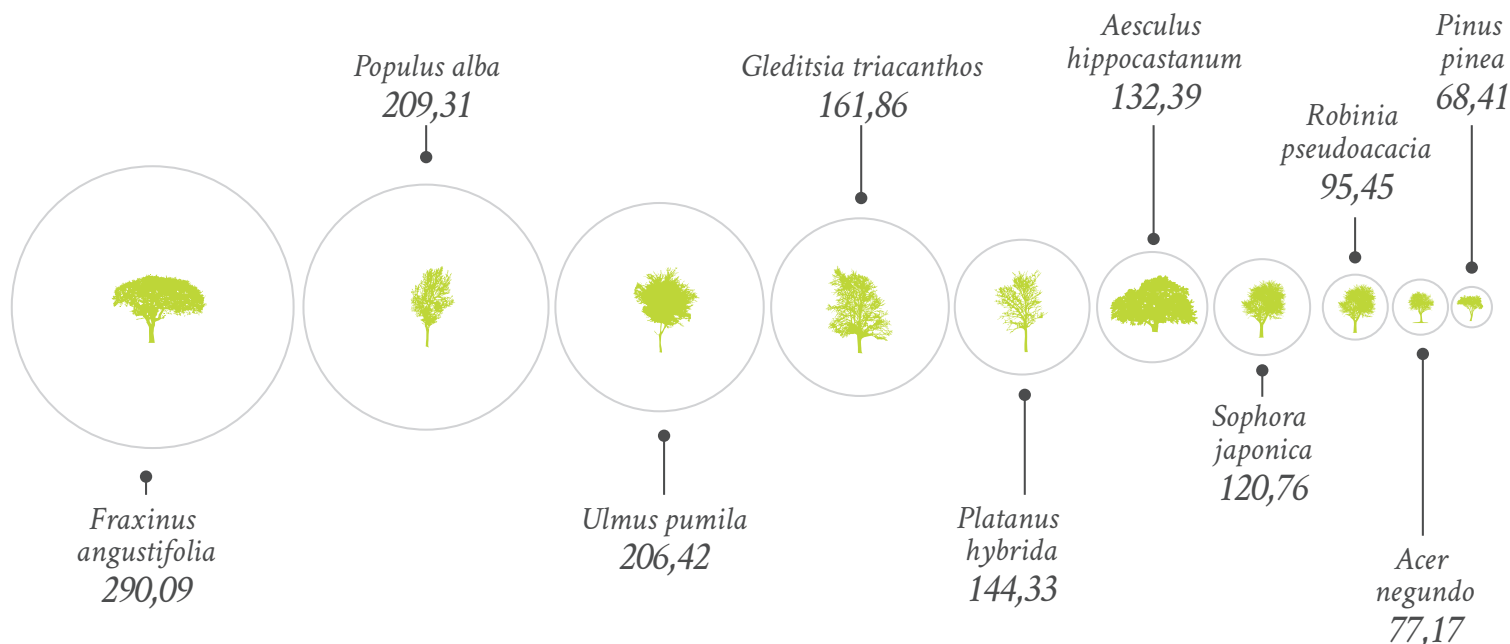 Fraxinus
angustifolia
290,09
Populus alba
209,31
Ulmus pumila
206,42
Gleditsia triacanthos
161,86
Platanus
hybrida
144,33
Aesculus
hippocastanum
132,39
Sophora
japonica
120,76
Robinia
pseudoacacia
95,45
Acer
negundo
77,17
Pinus
pinea
68,41